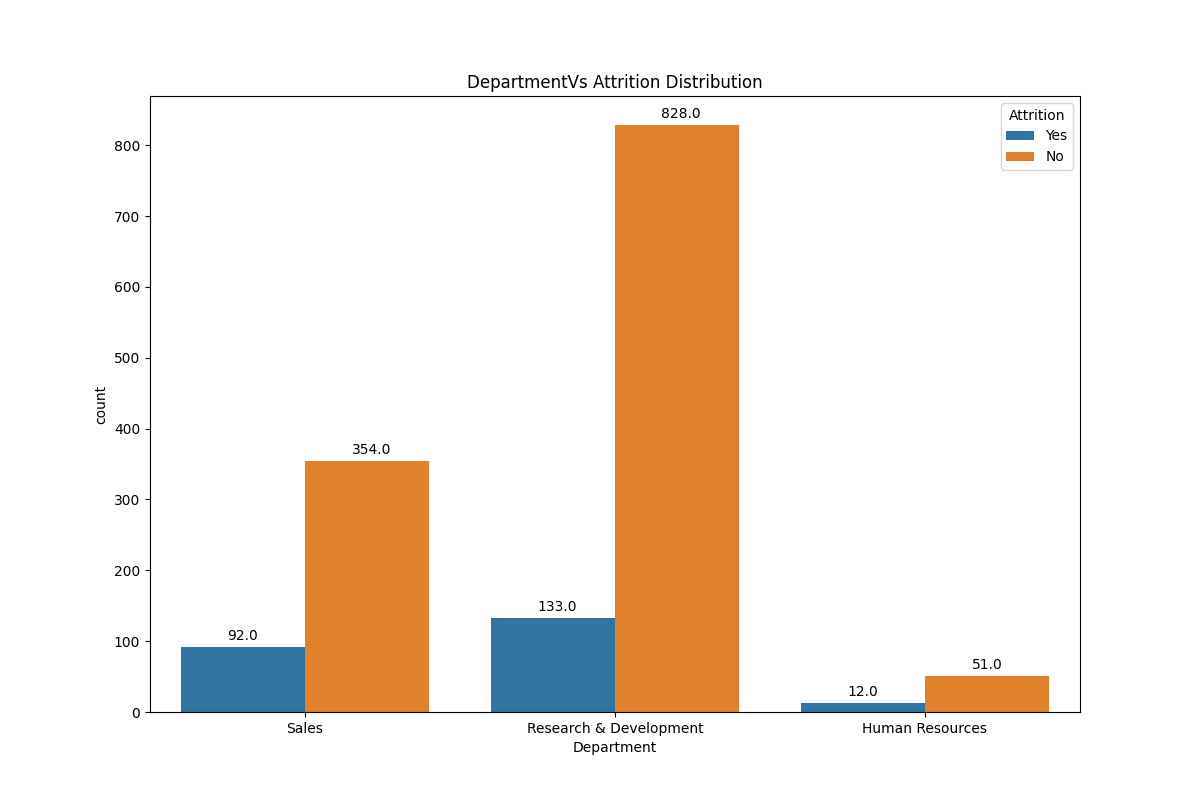 DepartmentVs Attrition Distribution
Attrition
Yes
No
800
700
600
500
400
300
200
100
0
count
92.0
354.0
133.0
828.0
12.0
51.0
Sales
Research & Development
Human Resources
Department